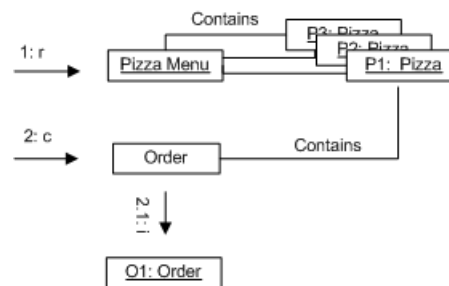 Contains
P3: Pizza
P2: Pizza
1: r
Pizza Menu
P1: Pizza
2: c
Order
Contains
2.1: i
O1: Order